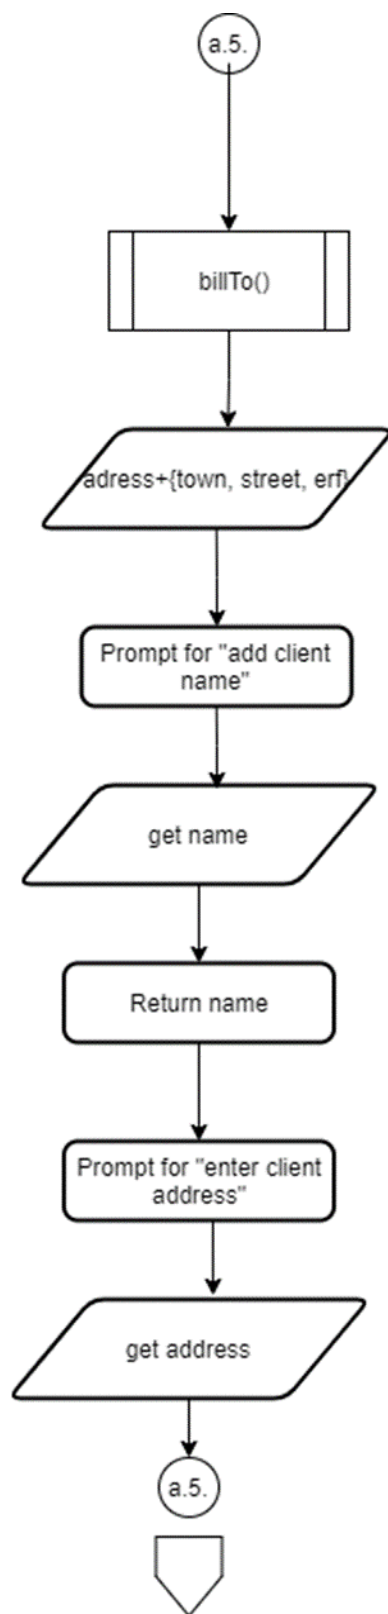 a.5.
billTo()
adress+{town, street, erf}
Prompt for "add client
name"
get name
Return name
Prompt for "enter client
address"
get address
a.5.